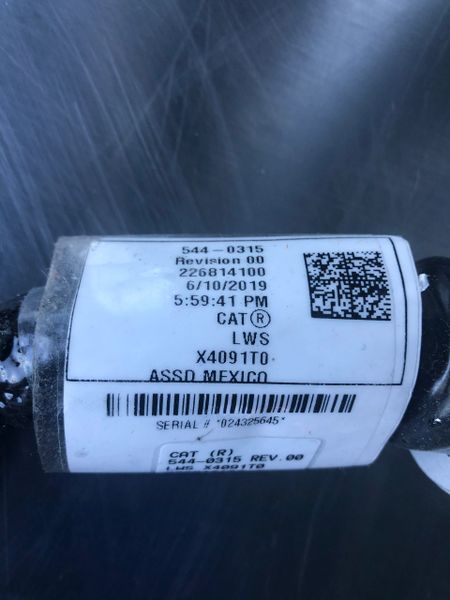 544-0315
Revision 00
226814100
6/10/2019
5:59:41 PM
CAT®
LWS
X4091T0
ASSD MEXICO
SERIAL # *024325645*
CAT (R)
544-0315 REV.00
LWS X4091T0